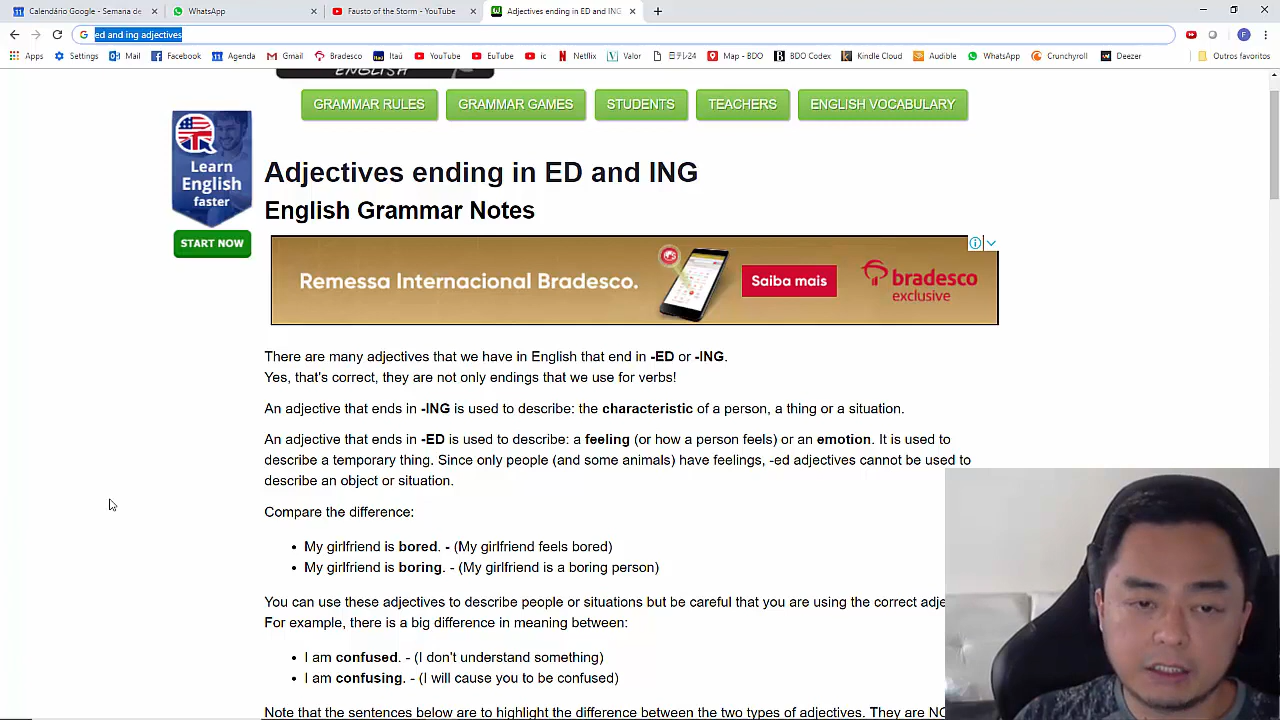 Calendário Google - Semana de
WhatsApp
Fausto of the Storm - YouTube
Adjectives ending in ED and ING
ed and ing adjectives
Apps
Settings
Mail
Facebook
Agenda
Gmail
Bradesco
Itaú
YouTube
EuTube
ic
Netflix
Valor
Map - BDO
BDO Codex
Kindle Cloud
Audible
WhatsApp
Crunchyroll
Deezer
Outros favoritos
ENGLISH
GRAMMAR RULES
GRAMMAR GAMES
STUDENTS
TEACHERS
ENGLISH VOCABULARY
Learn
English
faster
START NOW
Adjectives ending in ED and ING
English Grammar Notes
Remessa Internacional Bradesco.
Saiba mais
bradesco
exclusive
There are many adjectives that we have in English that end in -ED or -ING.
Yes, that's correct, they are not only endings that we use for verbs!
An adjective that ends in -ING is used to describe: the characteristic of a person, a thing or a situation.
An adjective that ends in -ED is used to describe: a feeling (or how a person feels) or an emotion. It is used to
describe a temporary thing. Since only people (and some animals) have feelings, -ed adjectives cannot be used to
describe an object or situation.
Compare the difference:
• My girlfriend is bored. - (My girlfriend feels bored)
• My girlfriend is boring. - (My girlfriend is a boring person)
You can use these adjectives to describe people or situations but be careful that you are using the correct adje
For example, there is a big difference in meaning between:
• I am confused. - (I don't understand something)
• I am confusing. - (I will cause you to be confused)
Note that the sentences below are to highlight the difference between the two types of adjectives. They are NO